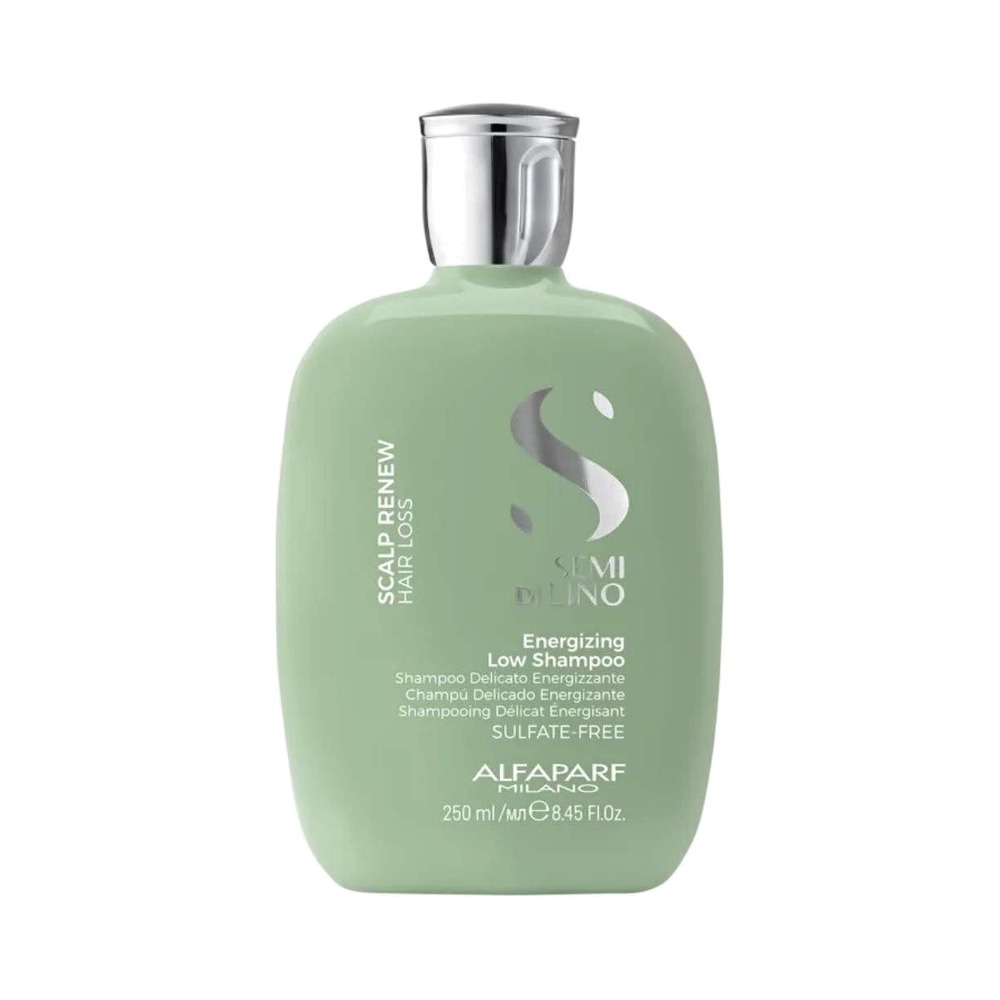 SCALP RENEW
HAIR LOSS
SEMI
DI LINO
Energizing
Low Shampoo
Shampoo Delicato Energizzante
Champú Delicado Energizante
Shampooing Délicat Énergisant
SULFATE-FREE
ALFAPARF
MILANO
250 ml /мл ℮ 8.45 Fl.Oz.